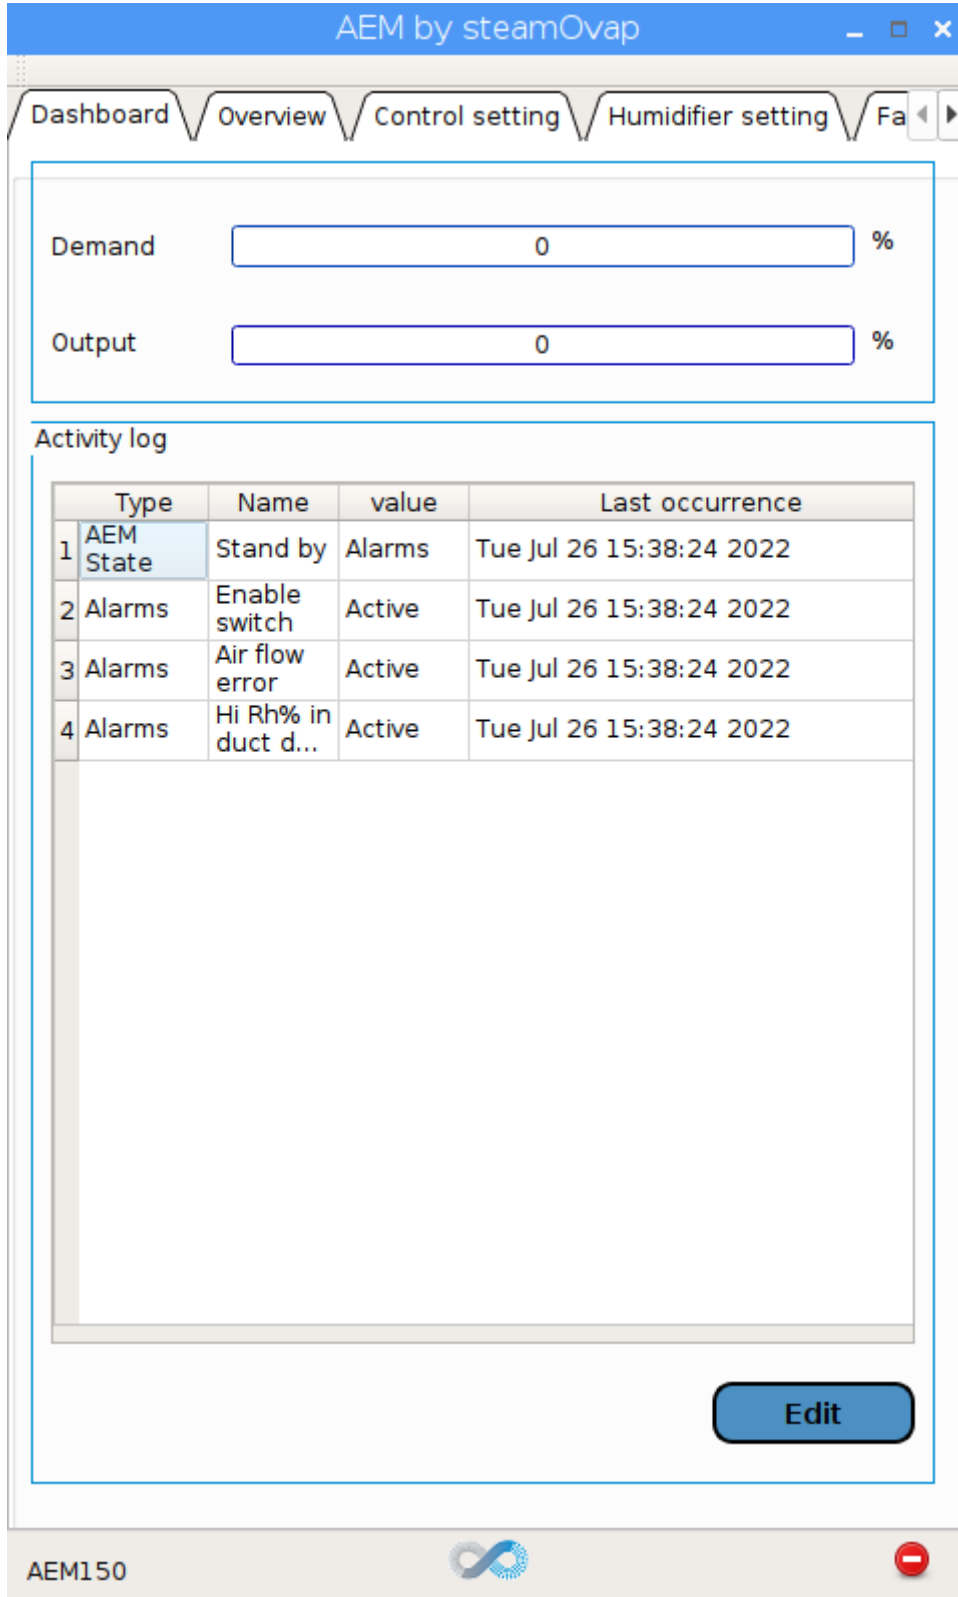 AEM by steamOvap
Dashboard Overview Control setting Humidifier setting Fa
Demand 0 %
Output 0 %
Activity log
Type Name value Last occurrence
1 AEM State Stand by Alarms Tue Jul 26 15:38:24 2022
2 Alarms Enable switch Active Tue Jul 26 15:38:24 2022
3 Alarms Air flow error Active Tue Jul 26 15:38:24 2022
4 Alarms Hi Rh% in duct d... Active Tue Jul 26 15:38:24 2022
Edit
AEM150